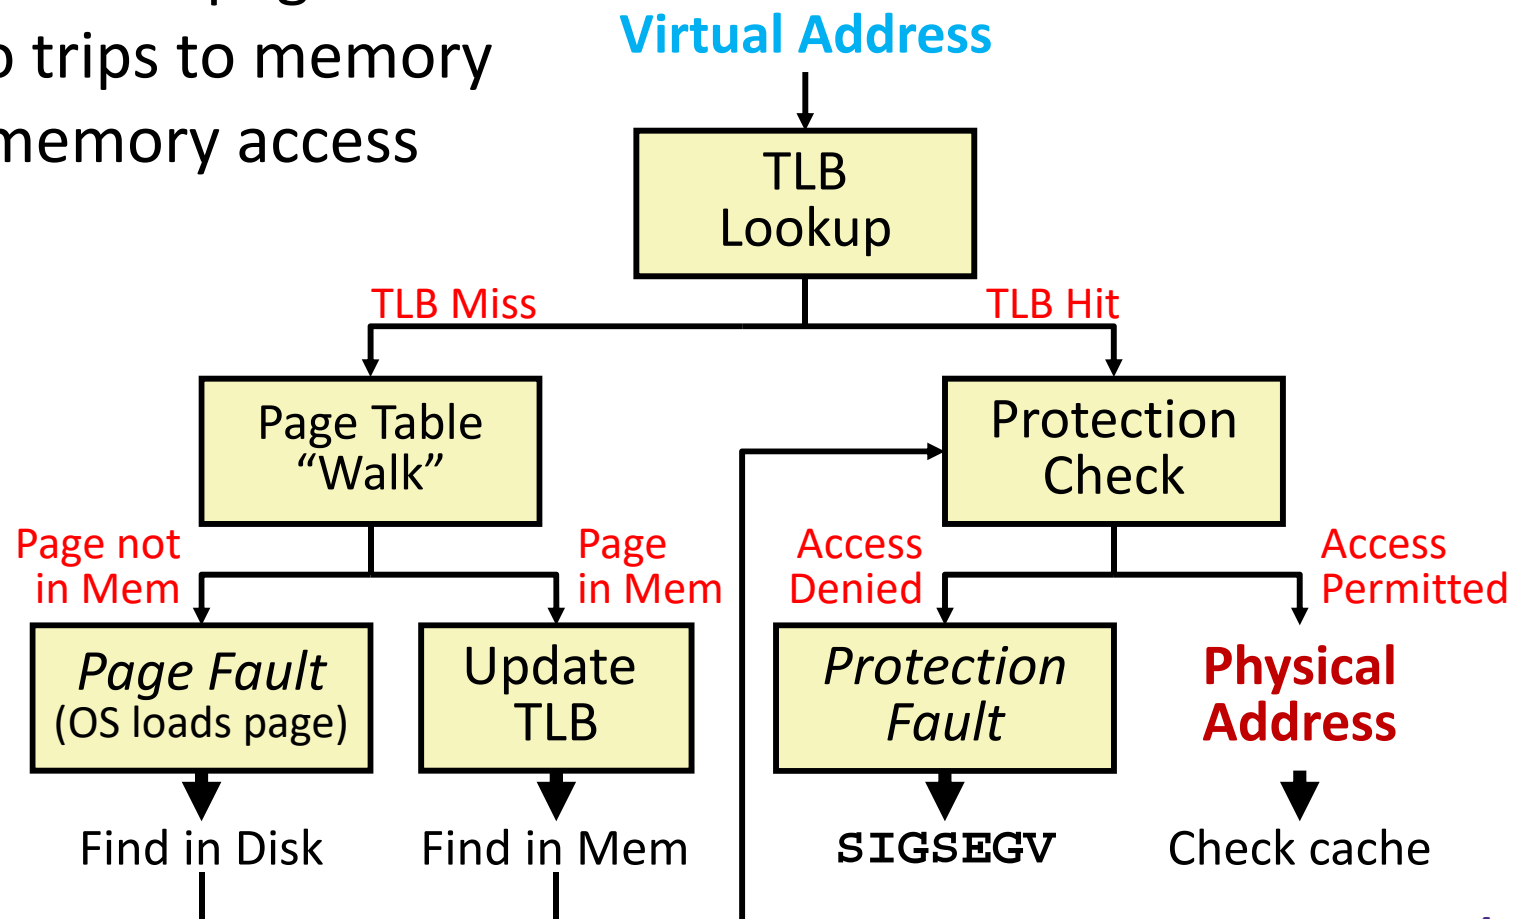 trips to memory
memory access
Virtual Address
TLB
Lookup
TLB Miss
TLB Hit
Page Table
“Walk”
Protection
Check
Page not
in Mem
Page
in Mem
Access
Denied
Access
Permitted
Page Fault
(OS loads page)
Update
TLB
Protection
Fault
Physical
Address
Find in Disk
Find in Mem
SIGSEGV
Check cache